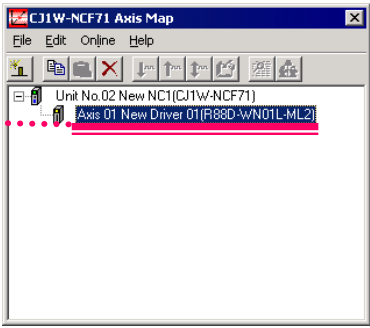 CJ1W-NCF71 Axis Map
File Edit Online Help
Unit No.02 New NC1(CJ1W-NCF71)
Axis 01 New Driver 01(R88D-WN01L-ML2)